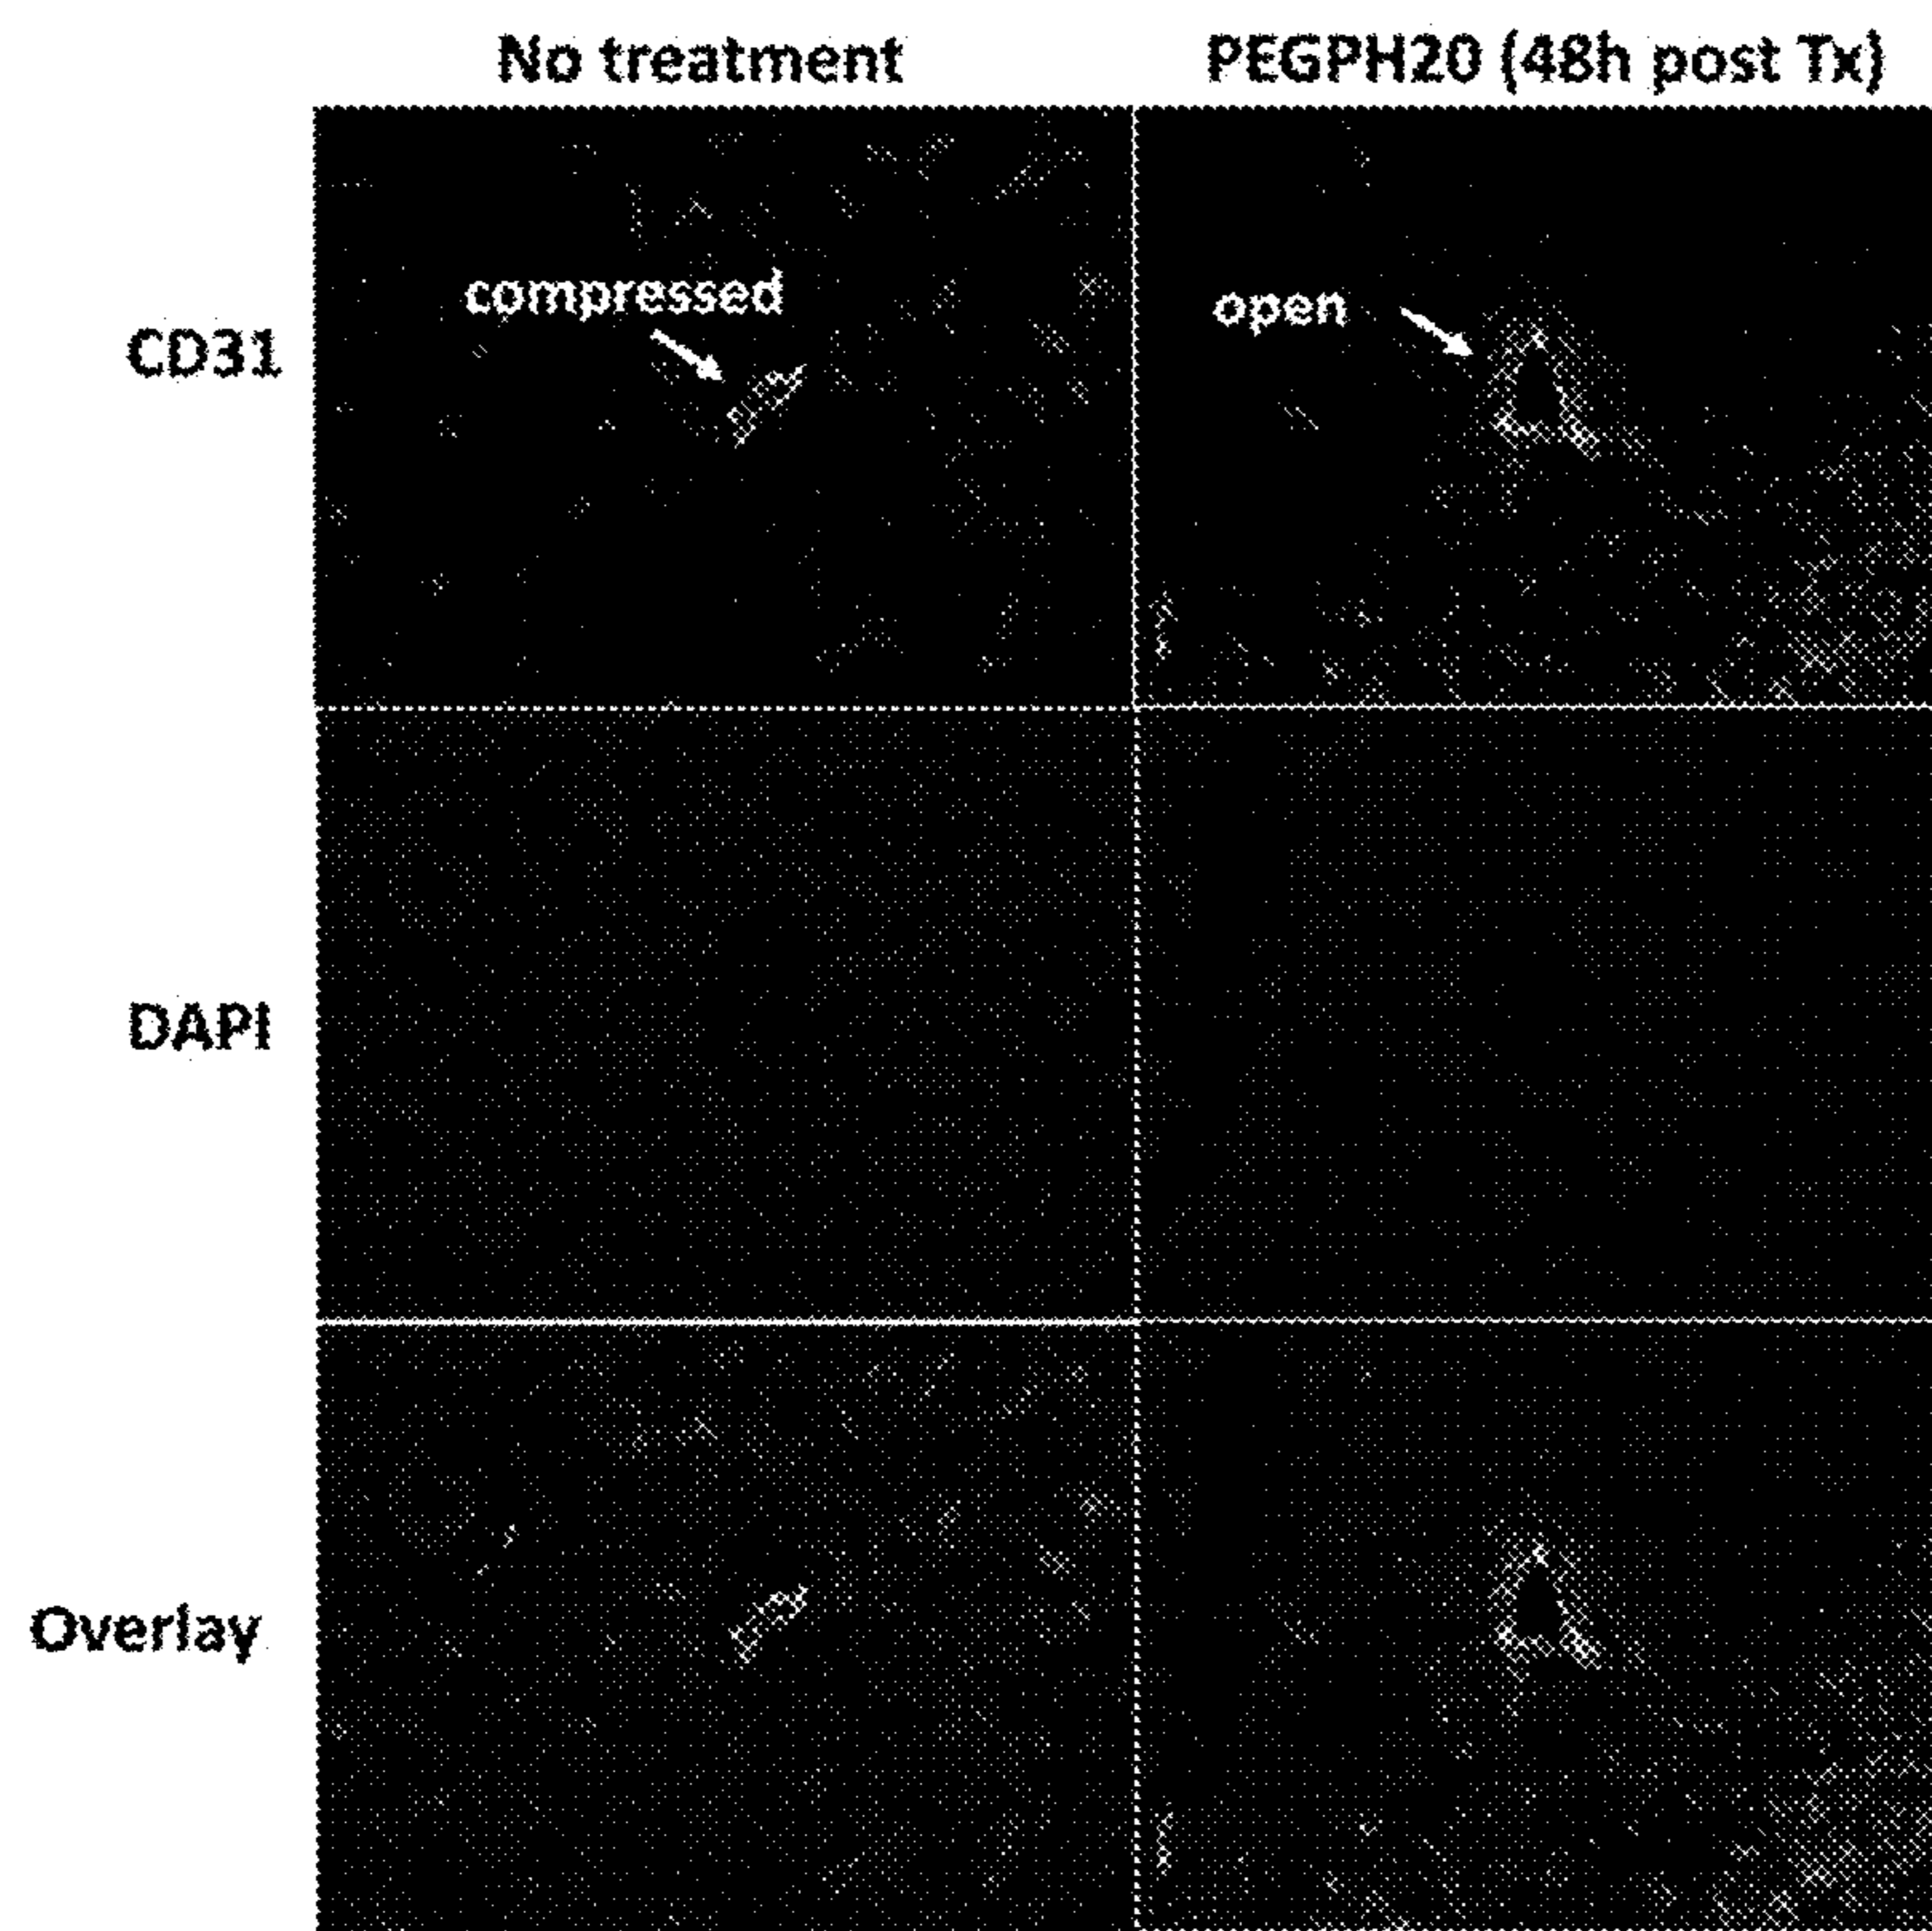 No treatment PEGPH20 (48h post Tx)
CD31
compressed
open
DAPI
Overlay